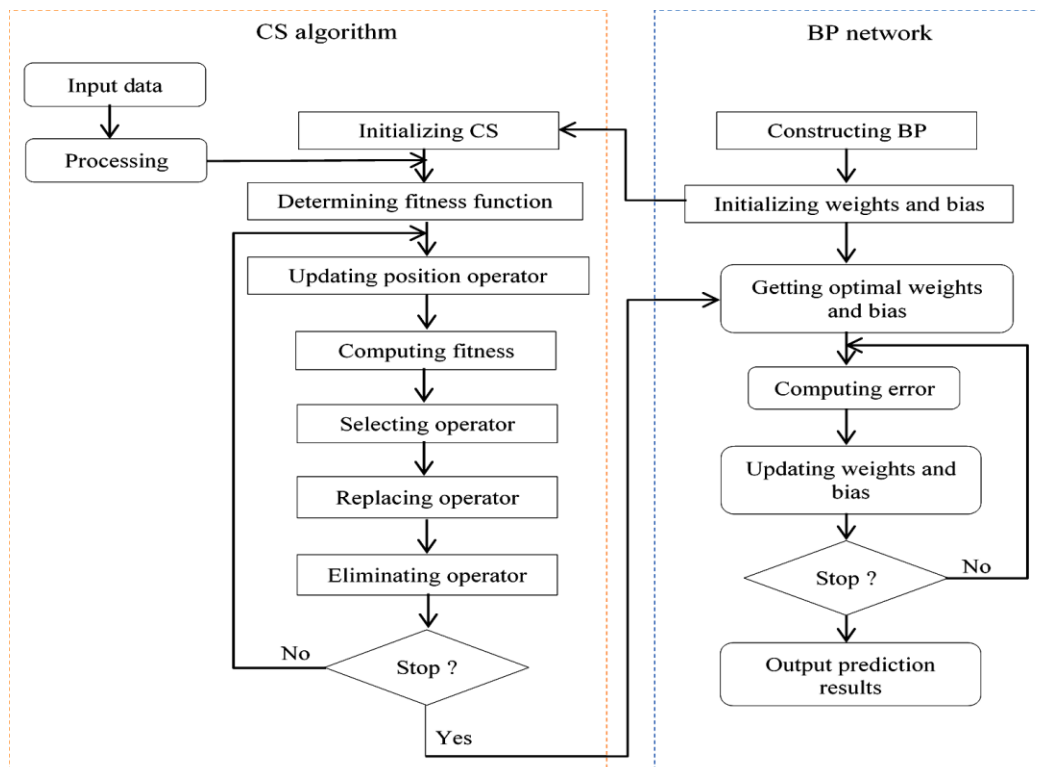 CS algorithm
Input data
Processing
Initializing CS
Determining fitness function
Updating position operator
Computing fitness
Selecting operator
Replacing operator
Eliminating operator
Stop ?
No
Yes
BP network
Constructing BP
Initializing weights and bias
Getting optimal weights
and bias
Computing error
Updating weights and
bias
Stop ?
No
Output prediction
results